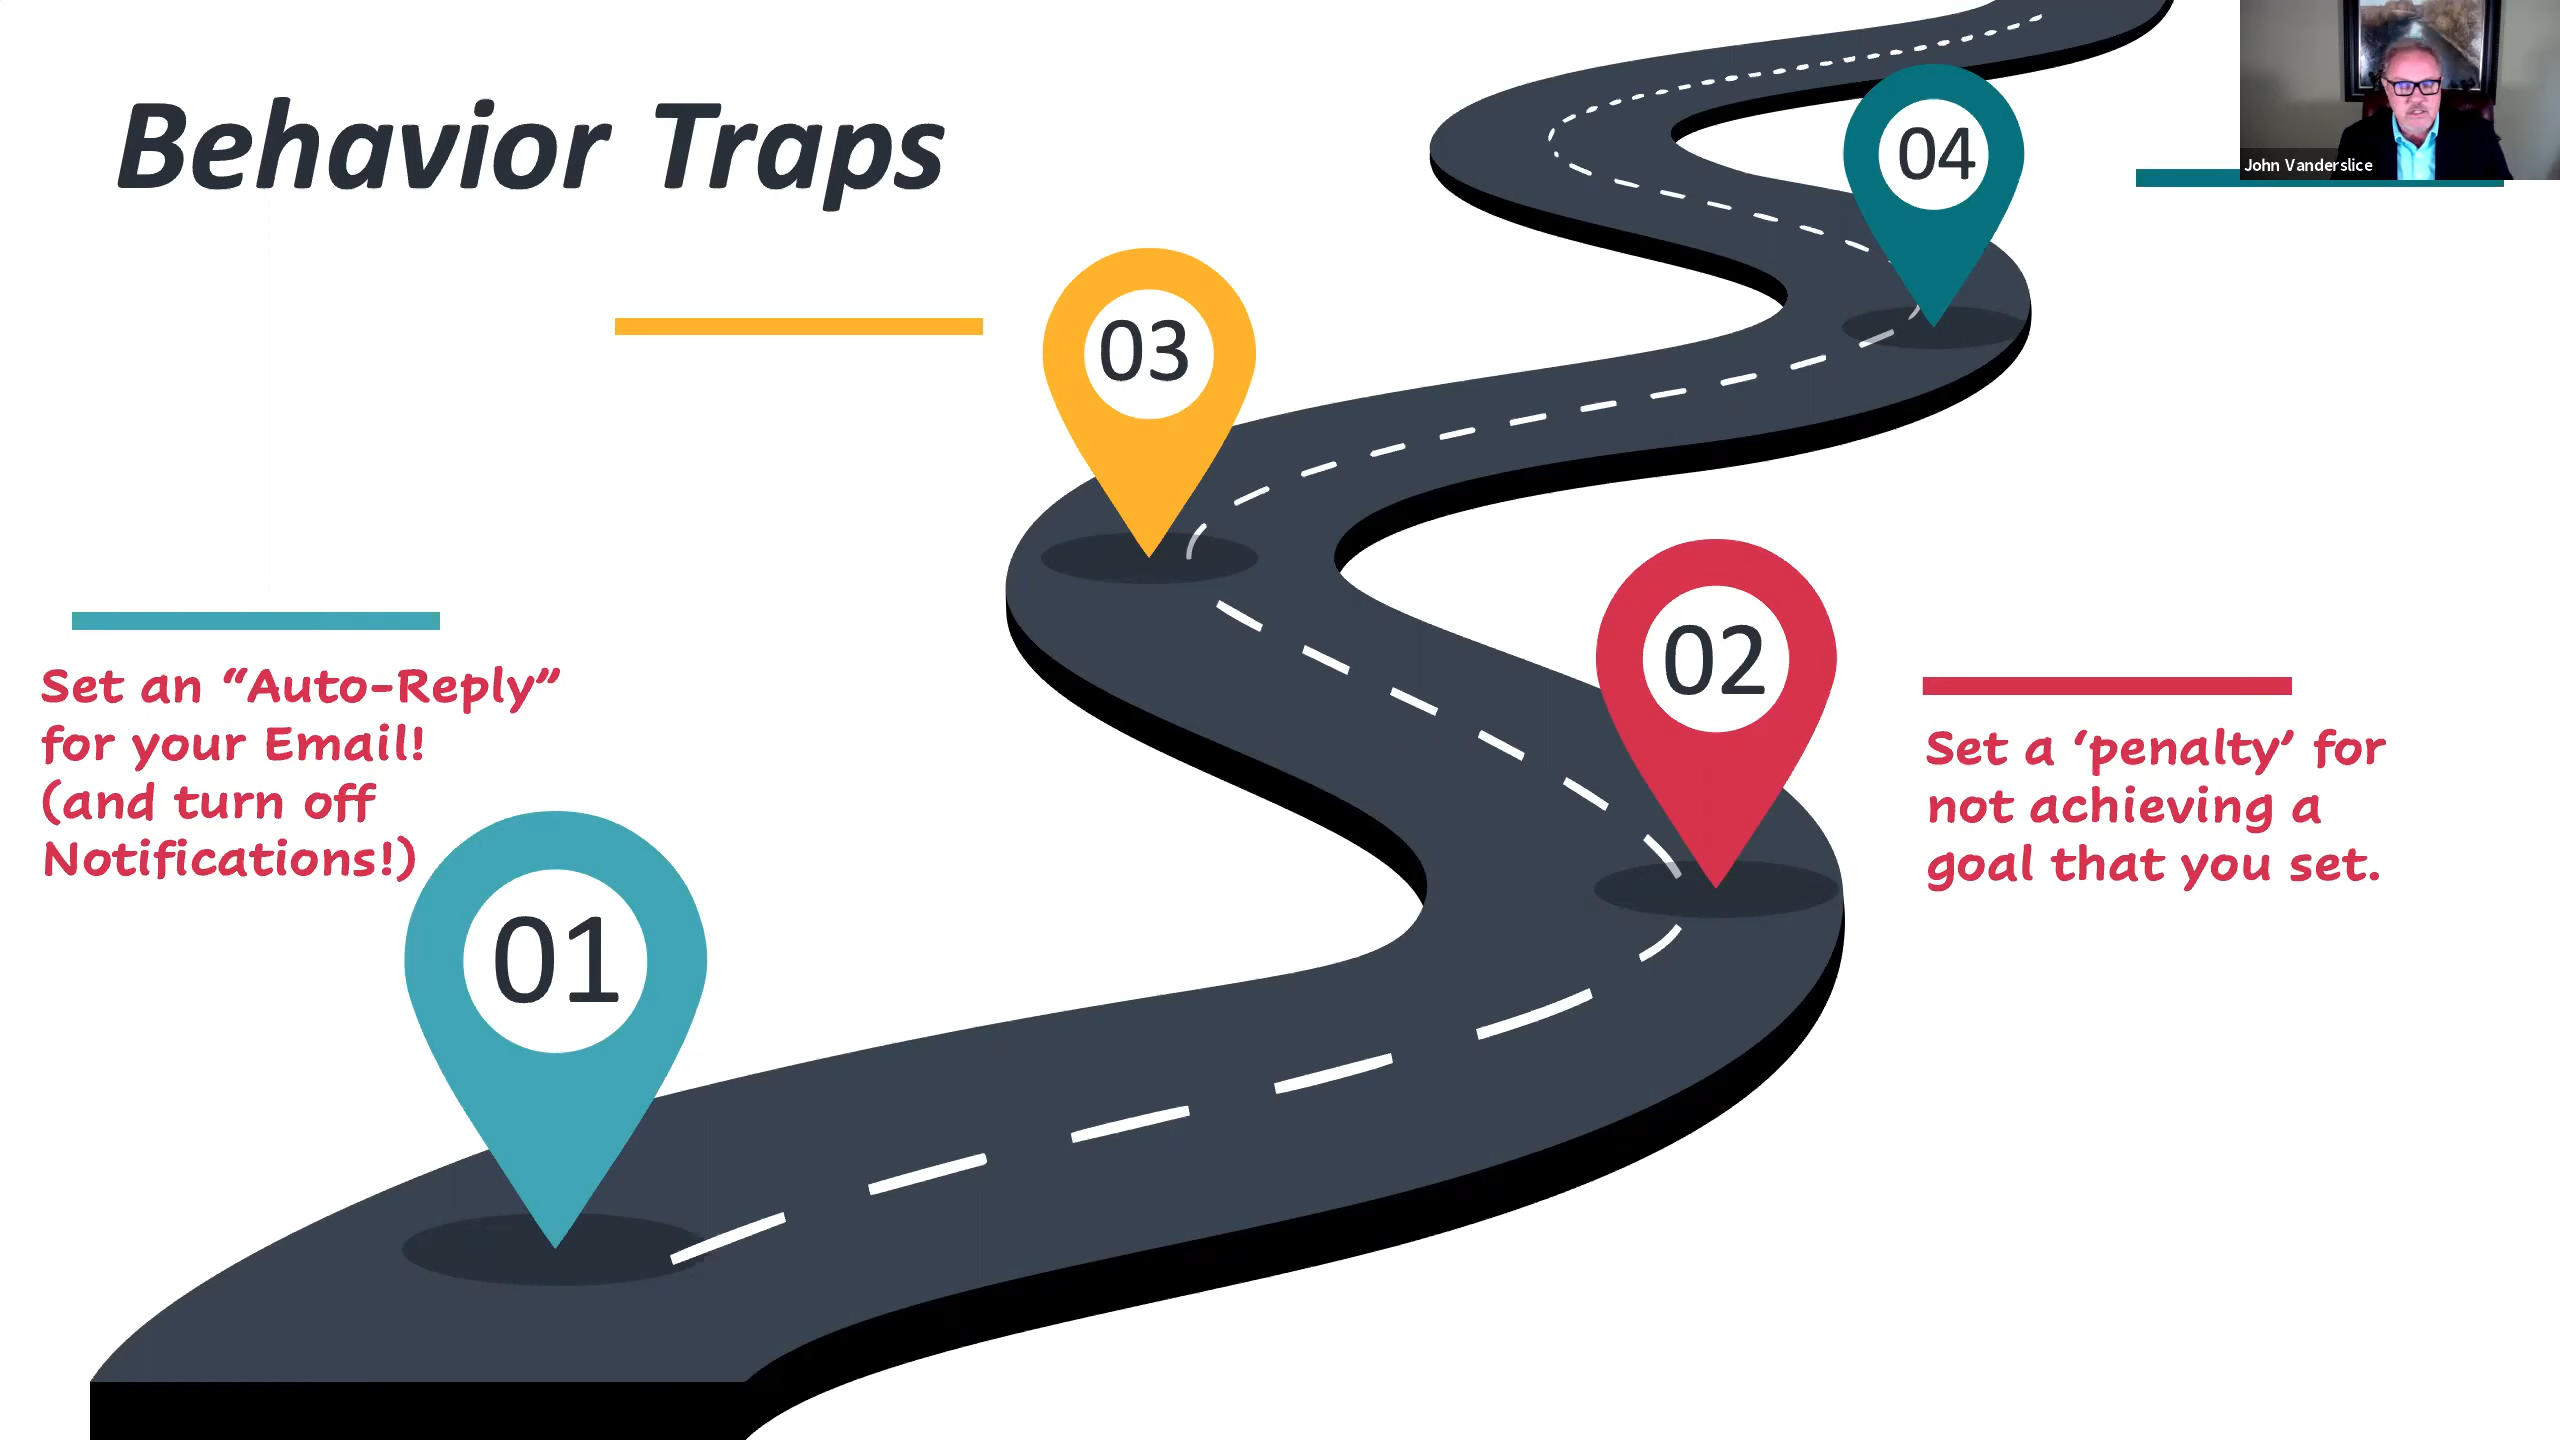 Behavior Traps
04
John Vanderslice
03
Set an “Auto-Reply”
for your Email!
(and turn off
Notifications!)
02
Set a ‘penalty’ for
not achieving a
goal that you set.
01